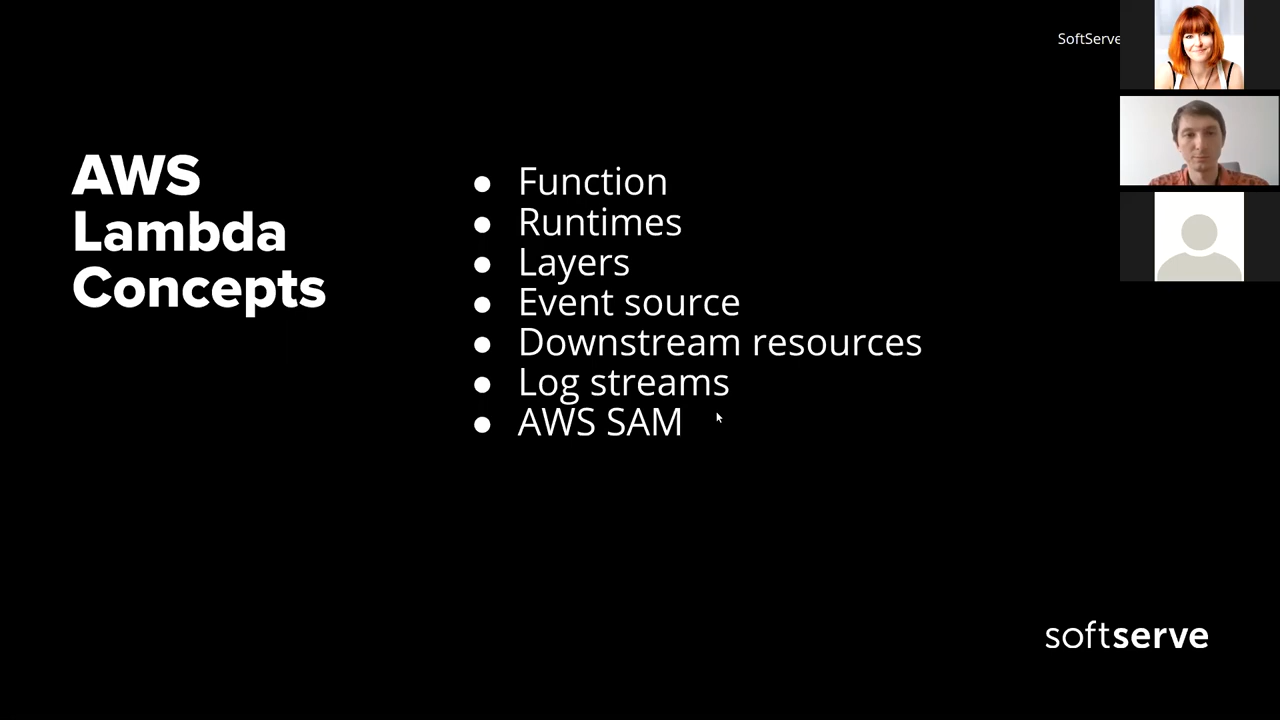 SoftServe
AWS
Lambda
Concepts
● Function
● Runtimes
● Layers
● Event source
● Downstream resources
● Log streams
● AWS SAM
softserve